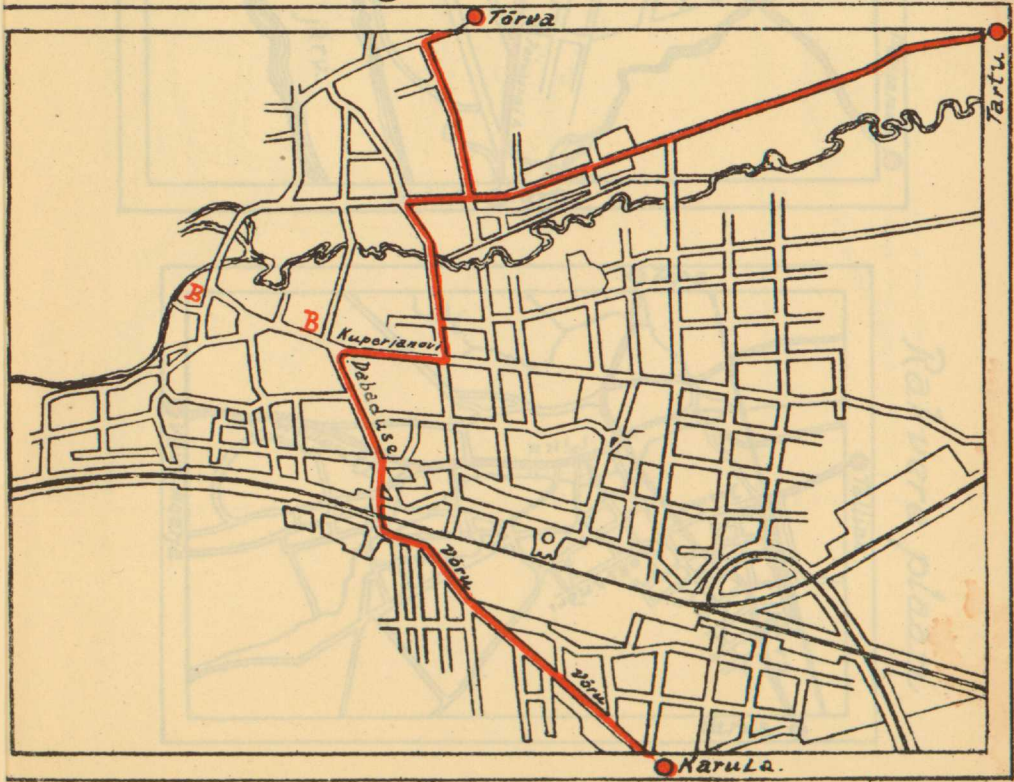 Tõrva
Tartu
B
B
Kuperjanovi
Vabaduse
Võru
Võru
Karula.